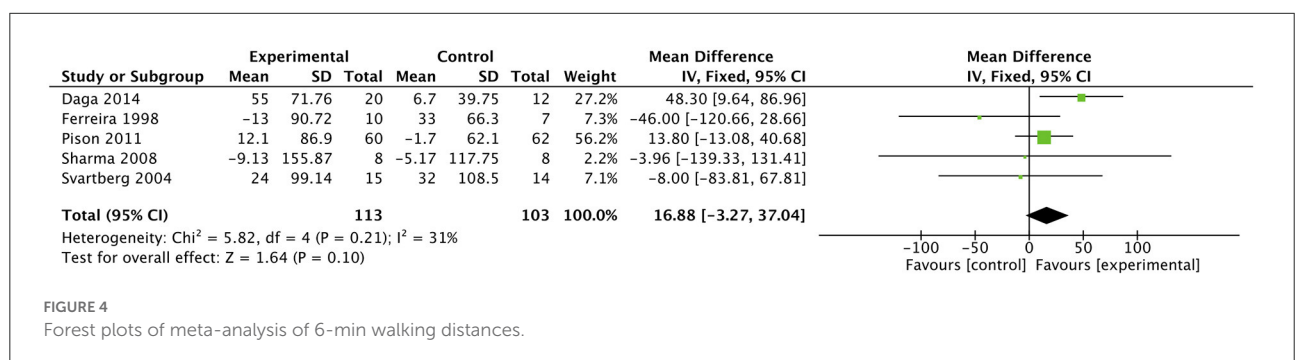 Experimental Control Mean Difference Mean Difference
Study or Subgroup Mean SD Total Mean SD Total Weight IV, Fixed, 95% CI IV, Fixed, 95% CI
Daga 2014 55 71.76 20 6.7 39.75 12 27.2% 48.30 [9.64, 86.96]
Ferreira 1998 −13 90.72 10 33 66.3 7 7.3% −46.00 [−120.66, 28.66]
Pison 2011 12.1 86.9 60 −1.7 62.1 62 56.2% 13.80 [−13.08, 40.68]
Sharma 2008 −9.13 155.87 8 −5.17 117.75 8 2.2% −3.96 [−139.33, 131.41]
Svartberg 2004 24 99.14 15 32 108.5 14 7.1% −8.00 [−83.81, 67.81]
Total (95% CI) 113 103 100.0% 16.88 [−3.27, 37.04]
Heterogeneity: Chi² = 5.82, df = 4 (P = 0.21); I² = 31%
−100 −50 0 50 100
Test for overall effect: Z = 1.64 (P = 0.10)
Favours [control] Favours [experimental]
FIGURE 4
Forest plots of meta-analysis of 6-min walking distances.